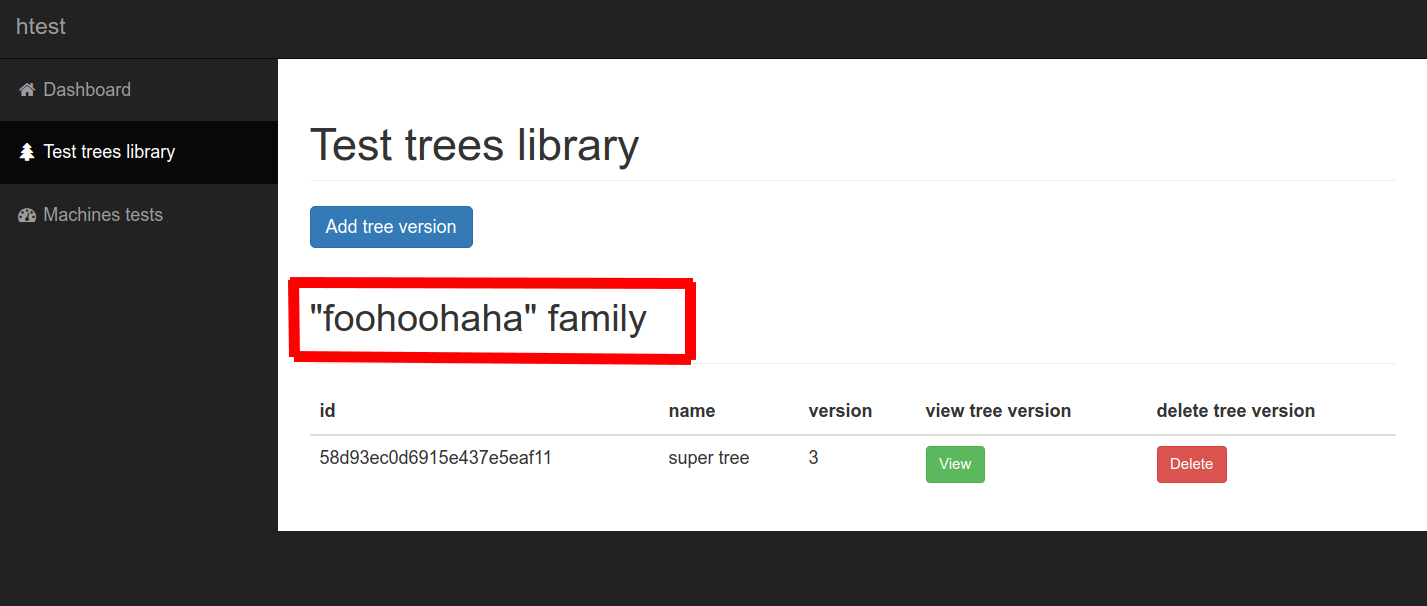 htest
Dashboard
Test trees library
Machines tests
Test trees library
Add tree version
"foohoohaha" family
id name version view tree version delete tree version
58d93ec0d6915e437e5eaf11 super tree 3 View Delete